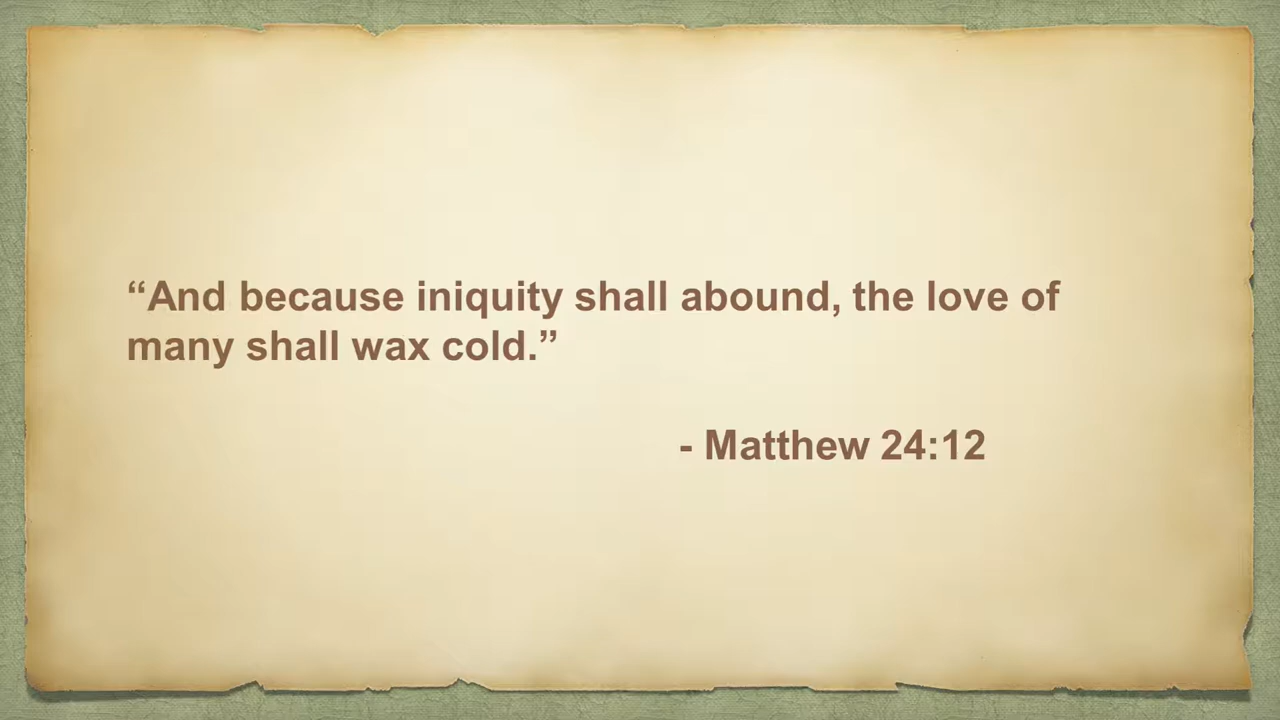 “And because iniquity shall abound, the love of
many shall wax cold.”
- Matthew 24:12